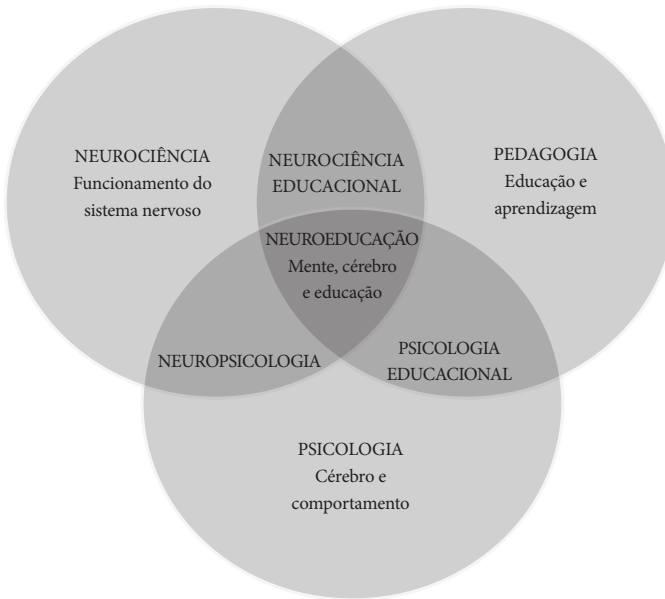 NEUROCIÊNCIA
Funcionamento do
sistema nervoso
NEUROCIÊNCIA
EDUCACIONAL
PEDAGOGIA
Educação e
aprendizagem
NEUROEDUCAÇÃO
Mente, cérebro
e educação
NEUROPSICOLOGIA
PSICOLOGIA
EDUCACIONAL
PSICOLOGIA
Cérebro e
comportamento